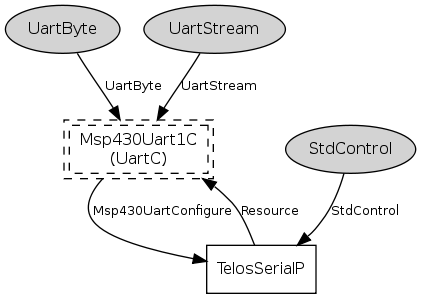 UartByte
UartStream
UartByte
UartStream
Msp430Uart1C
(UartC)
StdControl
Msp430UartConfigure
Resource
StdControl
TelosSerialP